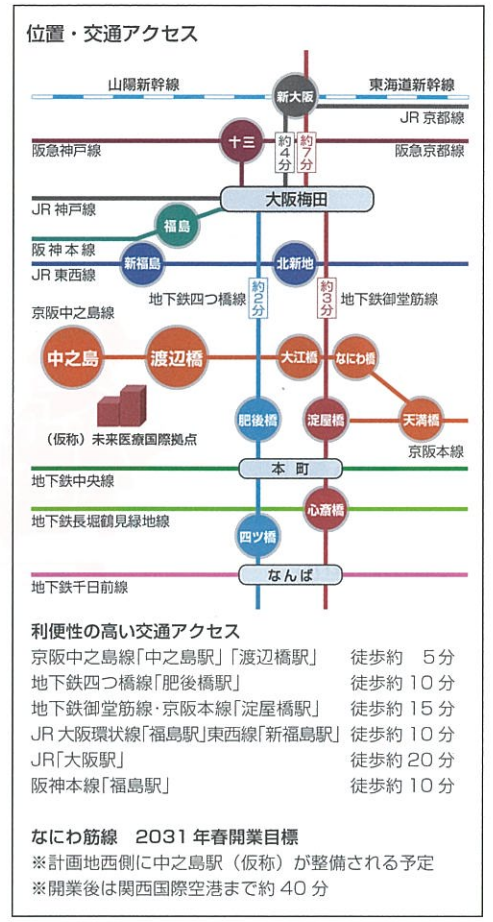 位置・交通アクセス
山陽新幹線
東海道新幹線
新大阪
JR 京都線
十三
約4分
約7分
阪急神戸線
阪急京都線
大阪梅田
JR 神戸線
福島
阪神本線
新福島
北新地
JR 東西線
地下鉄四つ橋線
約2分
約3分
地下鉄御堂筋線
京阪中之島線
中之島
渡辺橋
大江橋
なにわ橋
肥後橋
淀屋橋
天満橋
(仮称)未来医療国際拠点
京阪本線
本町
地下鉄中央線
心斎橋
地下鉄長堀鶴見緑地線
四ツ橋
なんば
地下鉄千日前線
利便性の高い交通アクセス
京阪中之島線「中之島駅」「渡辺橋駅」 徒歩約 5分
地下鉄四つ橋線「肥後橋駅」 徒歩約 10 分
地下鉄御堂筋線・京阪本線「淀屋橋駅」 徒歩約 15 分
JR 大阪環状線「福島駅」東西線「新福島駅」 徒歩約 10 分
JR「大阪駅」 徒歩約 20 分
阪神本線「福島駅」 徒歩約 10 分
なにわ筋線 2031 年春開業目標
※計画地西側に中之島駅(仮称)が整備される予定
※開業後は関西国際空港まで約 40 分